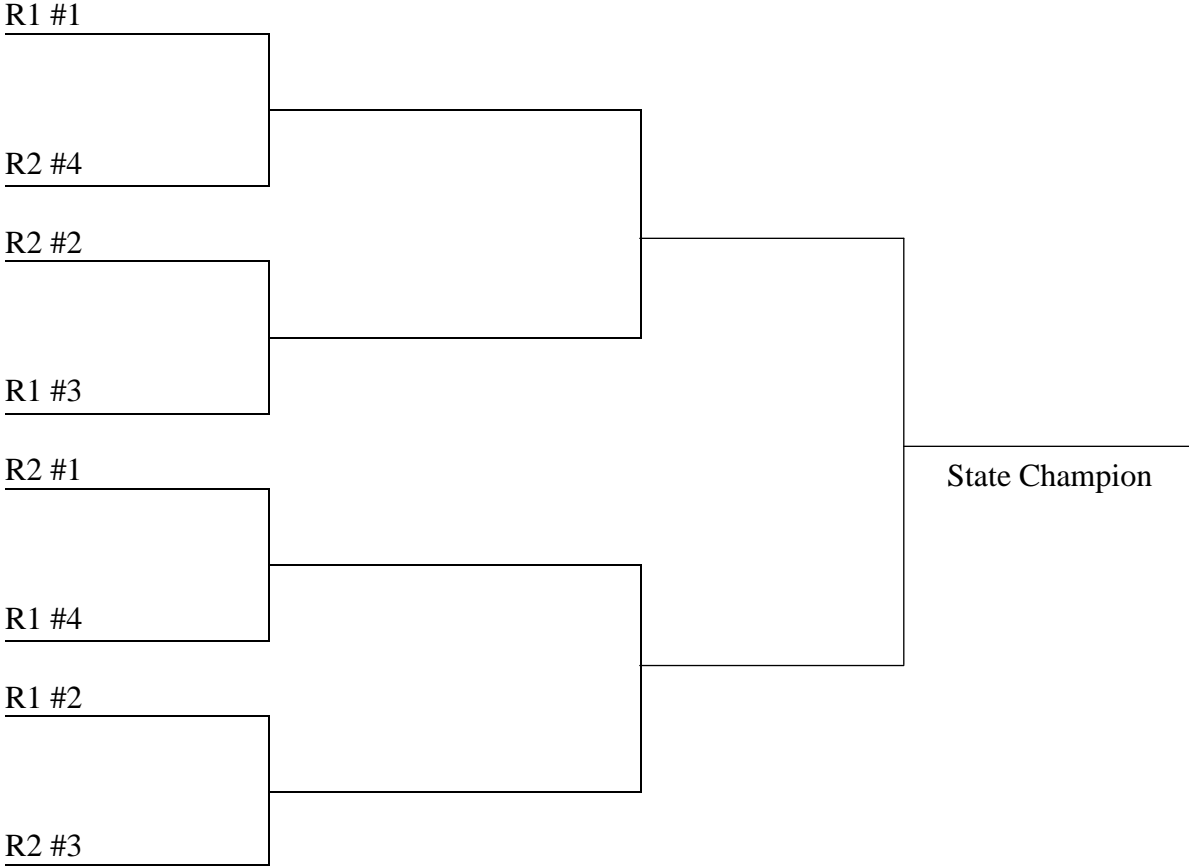 R1 #1
R2 #4
R2 #2
R1 #3
R2 #1
State Champion
R1 #4
R1 #2
R2 #3